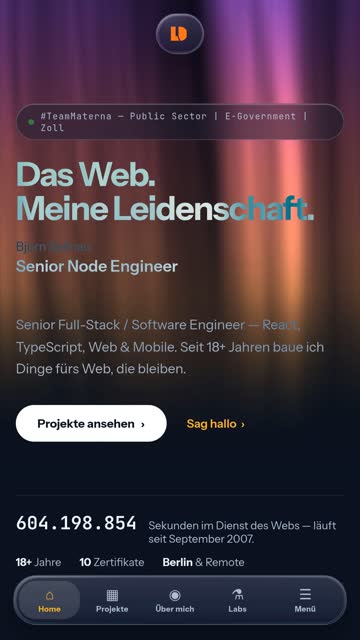 LD
#TeamMaterna — Public Sector | E-Government |
Zoll
Das Web.
Meine Leidenschaft.
Senior Node Engineer
Senior Full-Stack / Software Engineer — React,
TypeScript, Web & Mobile. Seit 18+ Jahren baue ich
Dinge fürs Web, die bleiben.
Projekte ansehen ›
Sag hallo ›
604.198.854
Sekunden im Dienst des Webs — läuft
seit September 2007.
18+ Jahre
10 Zertifikate
Berlin & Remote
Home
Projekte
Über mich
Labs
Menü